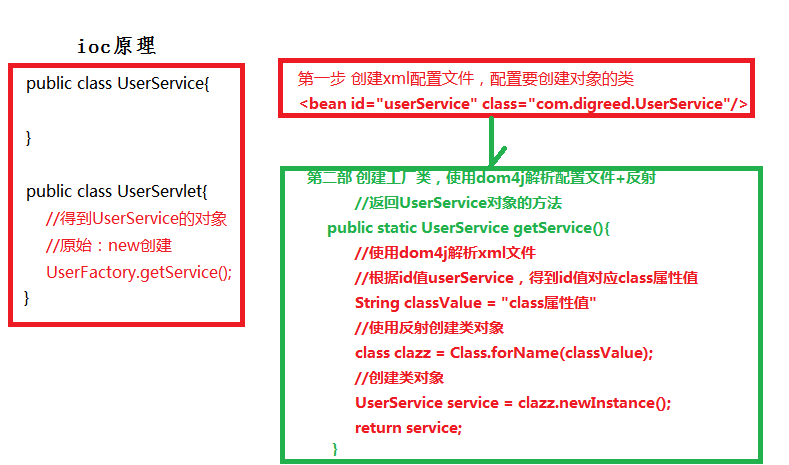 ioc原理
public class UserService{
}
public class UserServlet{
//得到UserService的对象
//原始：new创建
UserFactory.getService();
}
第一步 创建xml配置文件，配置要创建对象的类
<bean id="userService" class="com.digreed.UserService"/>
第二部 创建工厂类，使用dom4j解析配置文件+反射
//返回UserService对象的方法
public static UserService getService(){
//使用dom4j解析xml文件
//根据id值userService，得到id值对应class属性值
String classValue = "class属性值"
//使用反射创建类对象
class clazz = Class.forName(classValue);
//创建类对象
UserService service = clazz.newInstance();
return service;
}